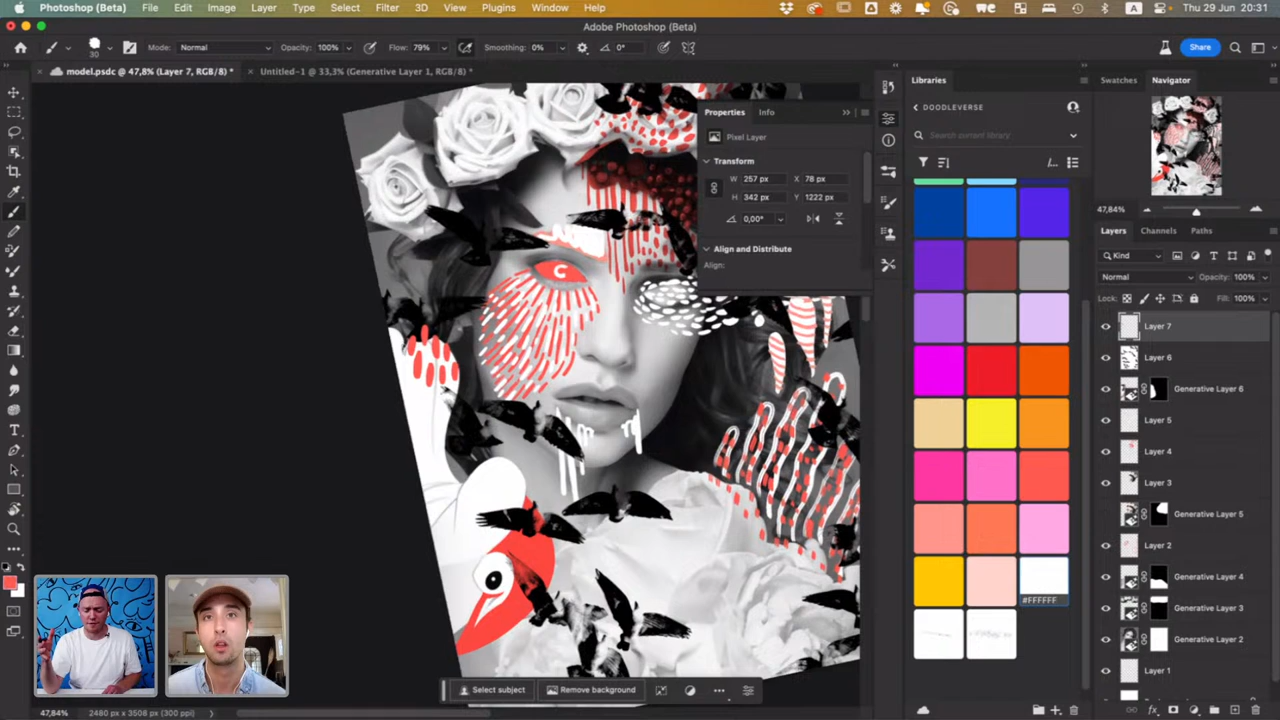 Photoshop (Beta) File Edit Image Layer Type Select Filter 3D View Plugins Window Help A Thu 29 Jun 20:31
Adobe Photoshop (Beta)
30 Mode: Normal Opacity: 100% Flow: 79% Smoothing: 0% 0° Share
× model.psdc @ 47,8% (Layer 7, RGB/8) * × Untitled-1 @ 33,3% (Generative Layer 1, RGB/8) *
Libraries
Swatches Navigator
DOODLEVERSE
Search current library
Properties Info
Pixel Layer
Transform
W 257 px X 78 px
H 342 px Y 1222 px
0,00°
Align and Distribute
Align:
47,84%
Layers Channels Paths
Kind
Normal Opacity: 100%
Lock: Fill: 100%
Layer 7
Layer 6
Generative Layer 6
Layer 5
Layer 4
Layer 3
Generative Layer 5
Layer 2
Generative Layer 4
Generative Layer 3
Generative Layer 2
Layer 1
#FFFFFF
Select subject Remove background
47,84% 2480 px x 3508 px (300 ppi)